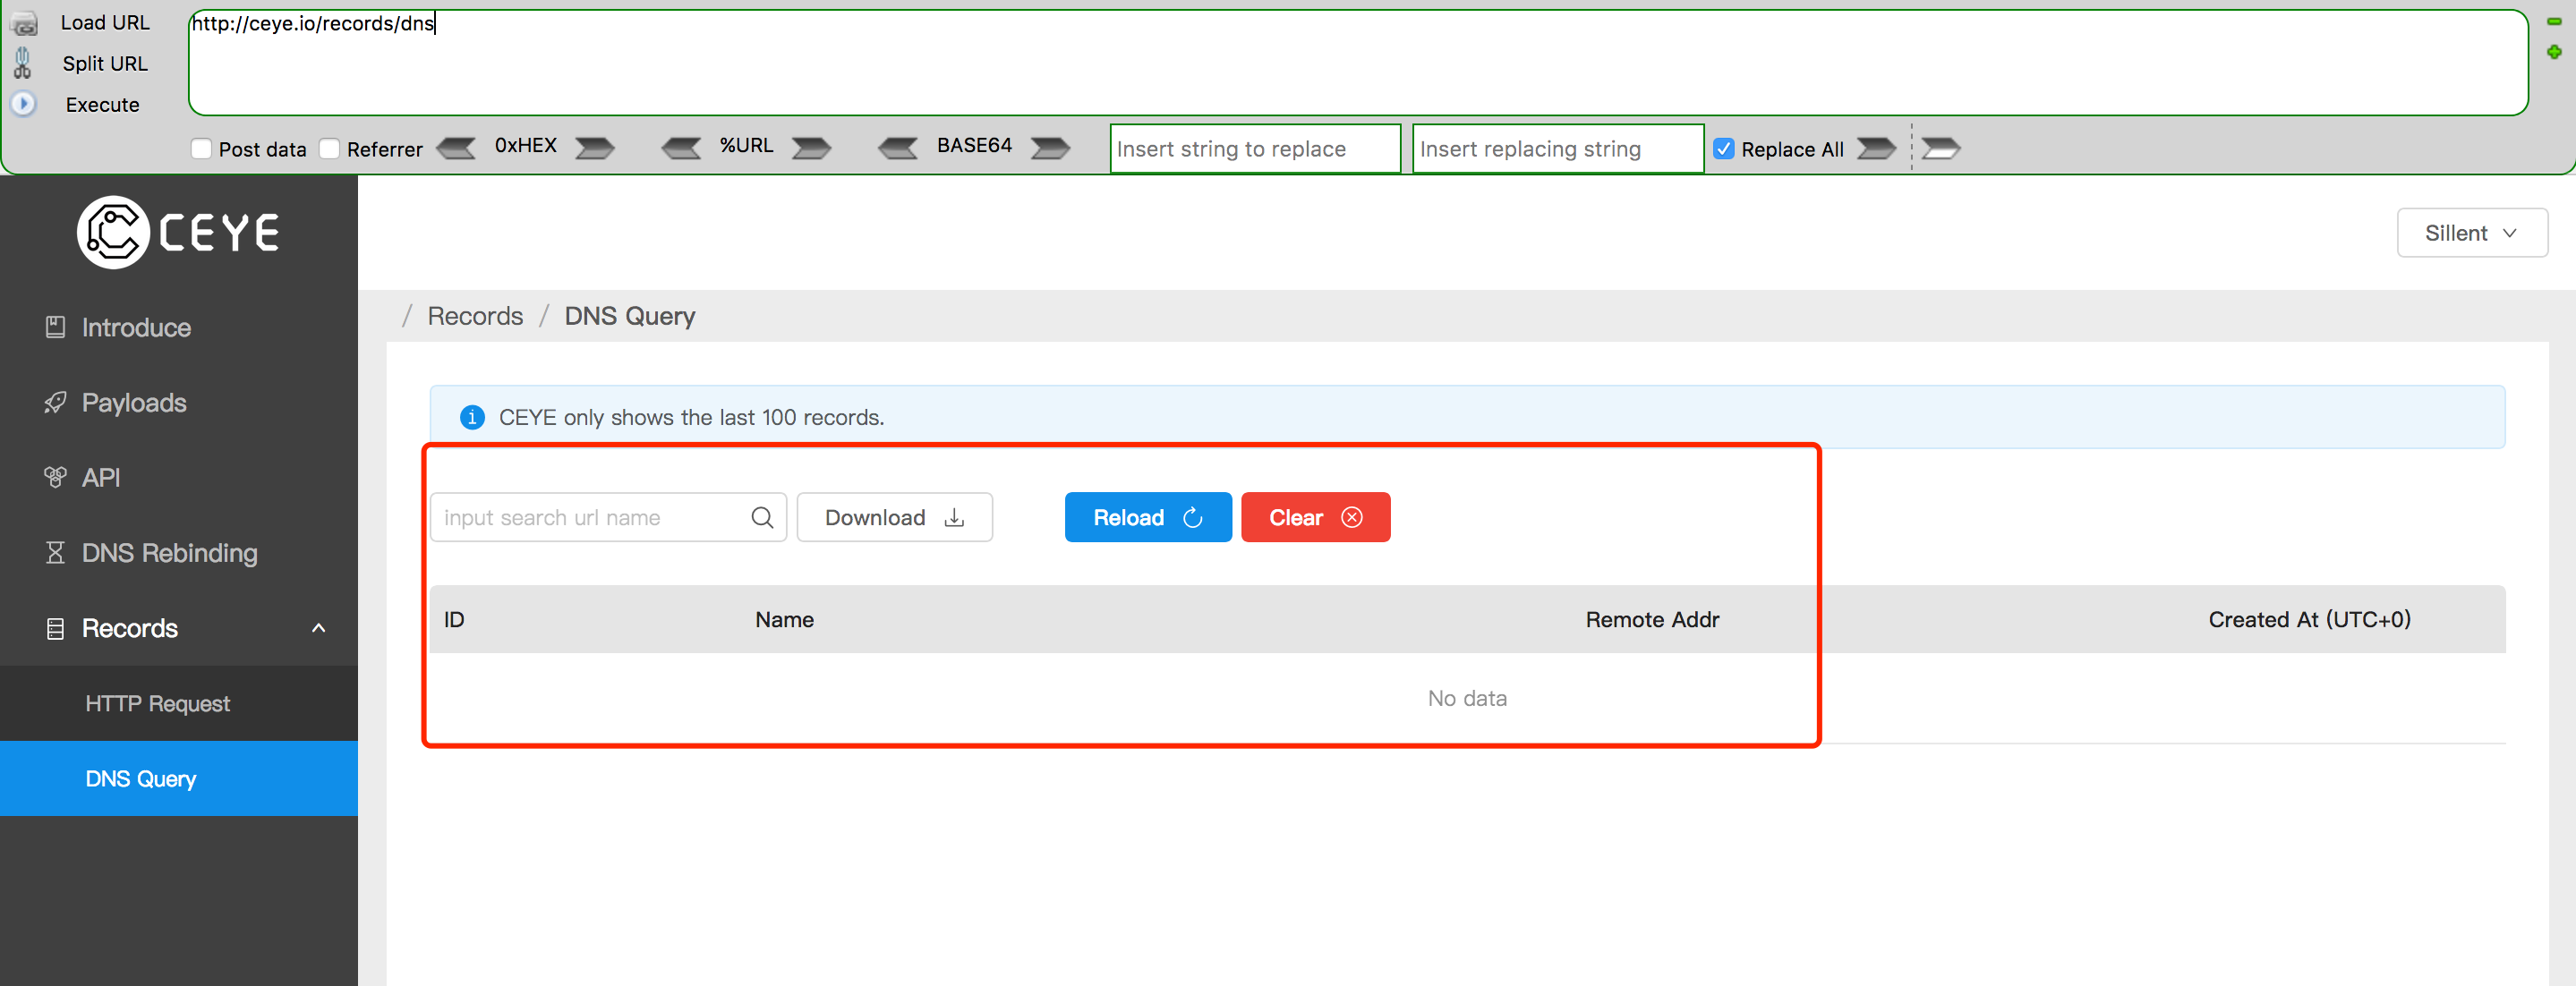 Load URL
http://ceye.io/records/dns
Split URL
Execute
Post data Referrer 0xHEX %URL BASE64 Insert string to replace Insert replacing string Replace All
CEYE
Sillent
Introduce
Payloads
API
DNS Rebinding
Records
HTTP Request
DNS Query
/ Records / DNS Query
CEYE only shows the last 100 records.
input search url name Download Reload Clear
ID Name Remote Addr Created At (UTC+0)
No data